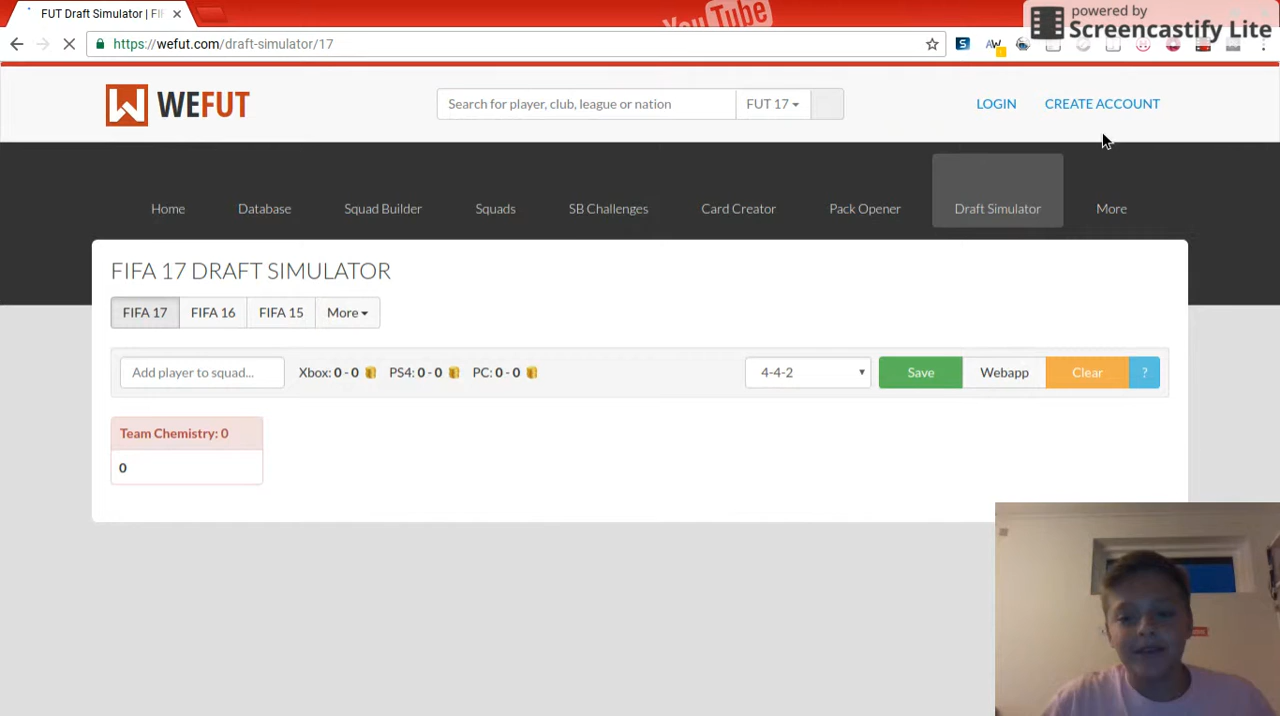 FUT Draft Simulator | FIF
YouTube
powered by
Screencastify Lite
https://wefut.com/draft-simulator/17
WEFUT
Search for player, club, league or nation
FUT 17
LOGIN
CREATE ACCOUNT
Home
Database
Squad Builder
Squads
SB Challenges
Card Creator
Pack Opener
Draft Simulator
More
FIFA 17 DRAFT SIMULATOR
FIFA 17
FIFA 16
FIFA 15
More
Add player to squad...
Xbox: 0 - 0
PS4: 0 - 0
PC: 0 - 0
4-4-2
Save
Webapp
Clear
?
Team Chemistry: 0
0